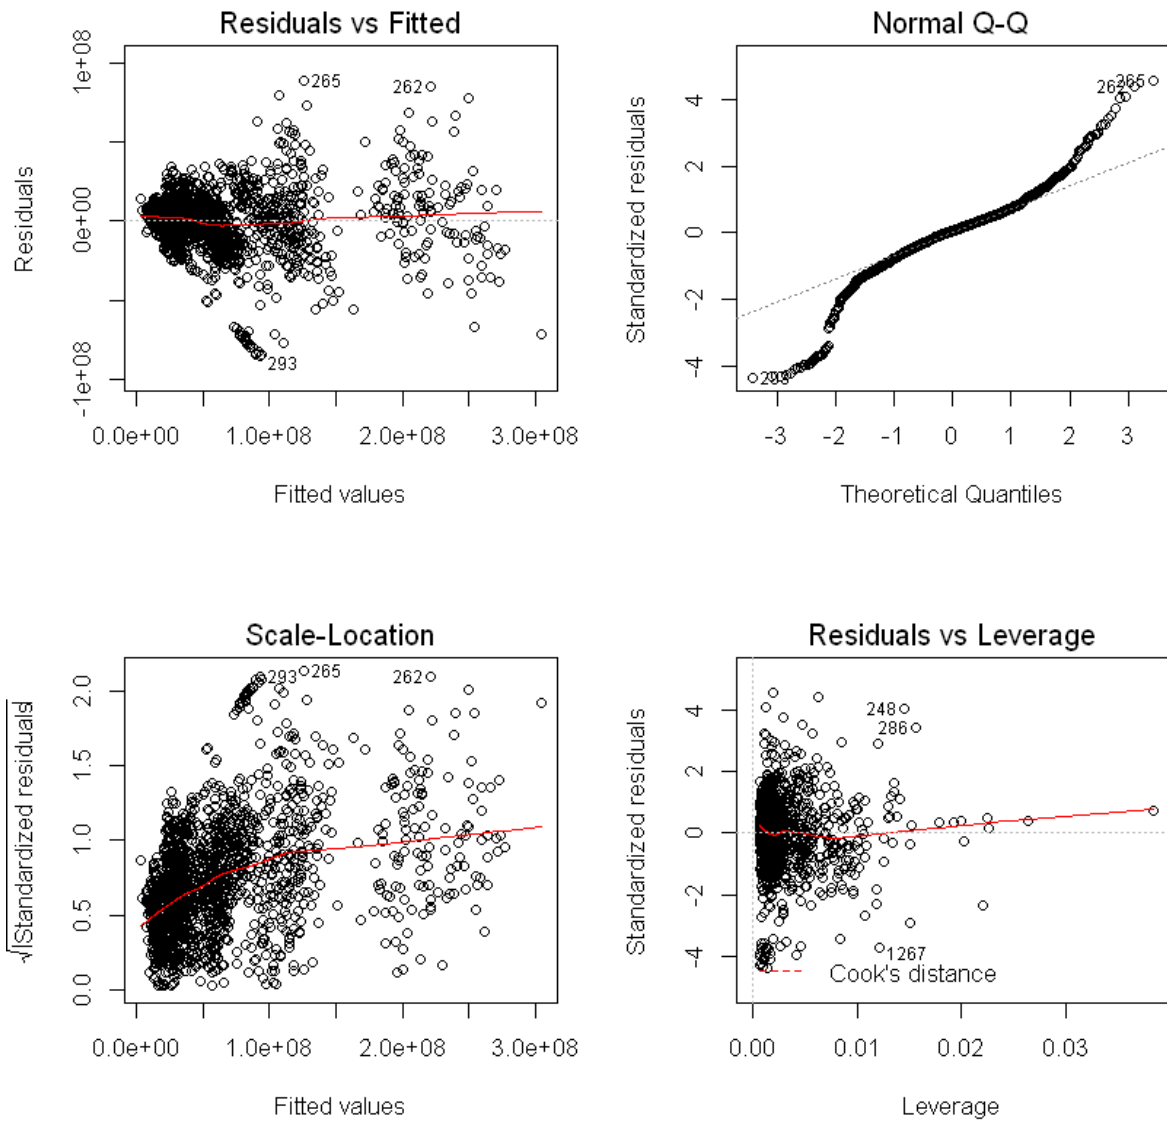 Residuals vs Fitted
Residuals
1e+08
0e+00
-1e+08
265
262
293
0.0e+00 1.0e+08 2.0e+08 3.0e+08
Fitted values
Normal Q-Q
Standardized residuals
4
2
0
-2
-4
262
265
-3 -2 -1 0 1 2 3
Theoretical Quantiles
Scale-Location
√|Standardized residuals|
2.0
1.5
1.0
0.5
0.0
293
265
262
0.0e+00 1.0e+08 2.0e+08 3.0e+08
Fitted values
Residuals vs Leverage
Standardized residuals
4
2
0
-2
-4
248
286
1267
Cook's distance
0.00 0.01 0.02 0.03
Leverage